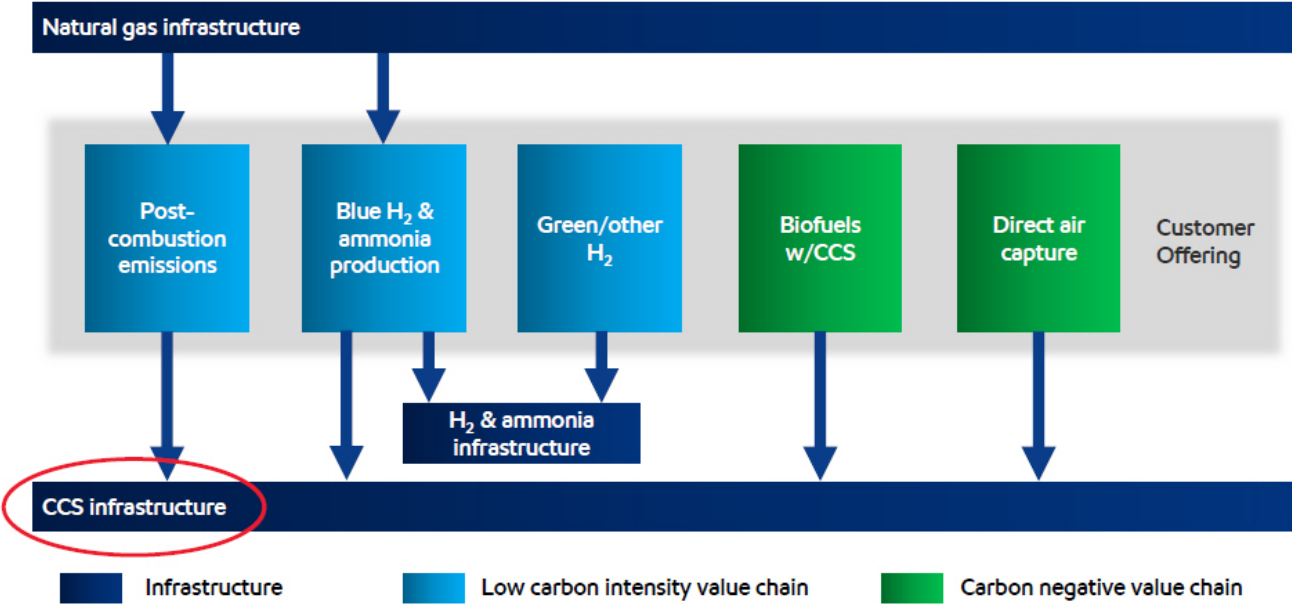 Natural gas infrastructure
Post-
combustion
emissions
Blue H₂ &
ammonia
production
Green/other
H₂
Biofuels
w/CCS
Direct air
capture
Customer
Offering
H₂ & ammonia
infrastructure
CCS infrastructure
Infrastructure
Low carbon intensity value chain
Carbon negative value chain